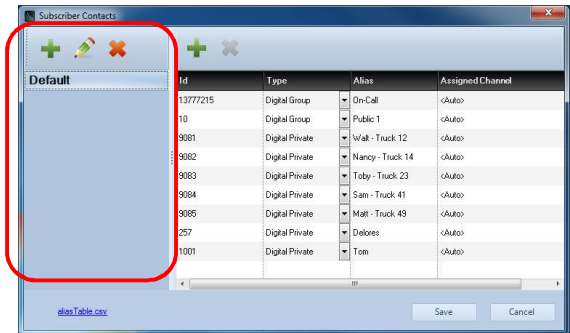 Subscriber Contacts
Default
Id Type Alias Assigned Channel
13777215 Digital Group On-Call <Auto>
10 Digital Group Public 1 <Auto>
9081 Digital Private Walt - Truck 12 <Auto>
9082 Digital Private Nancy - Truck 14 <Auto>
9083 Digital Private Toby - Truck 23 <Auto>
9084 Digital Private Sam - Truck 41 <Auto>
9085 Digital Private Matt - Truck 49 <Auto>
257 Digital Private Delores <Auto>
1001 Digital Private Tom <Auto>
aliasTable.csv Save Cancel